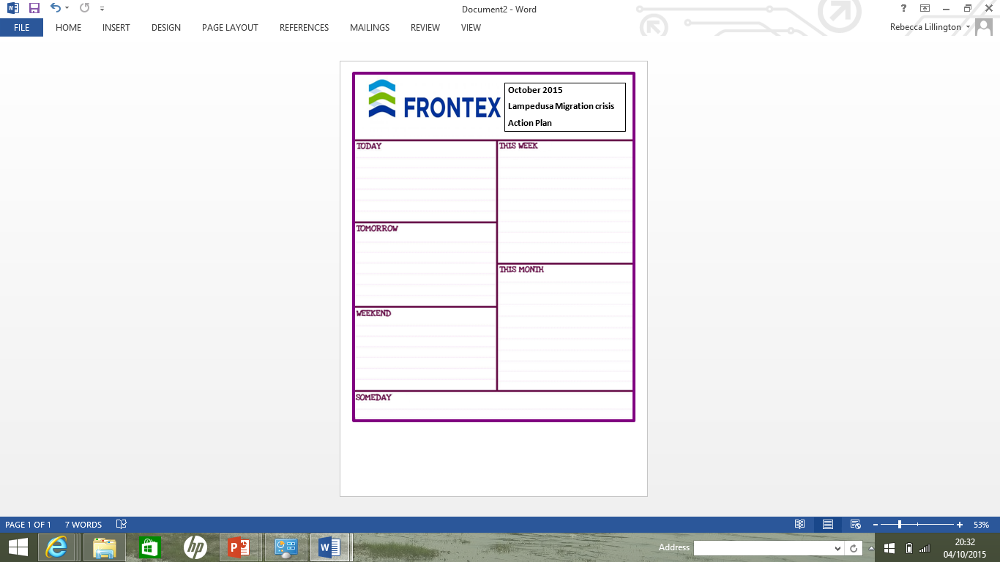 Document2 - Word
?
FILE HOME INSERT DESIGN PAGE LAYOUT REFERENCES MAILINGS REVIEW VIEW
Rebecca Lillington
FRONTEX
October 2015
Lampedusa Migration crisis
Action Plan
TODAY
THIS WEEK
TOMORROW
THIS MONTH
WEEKEND
SOMEDAY
PAGE 1 OF 1 7 WORDS
53%
Address
20:32
04/10/2015